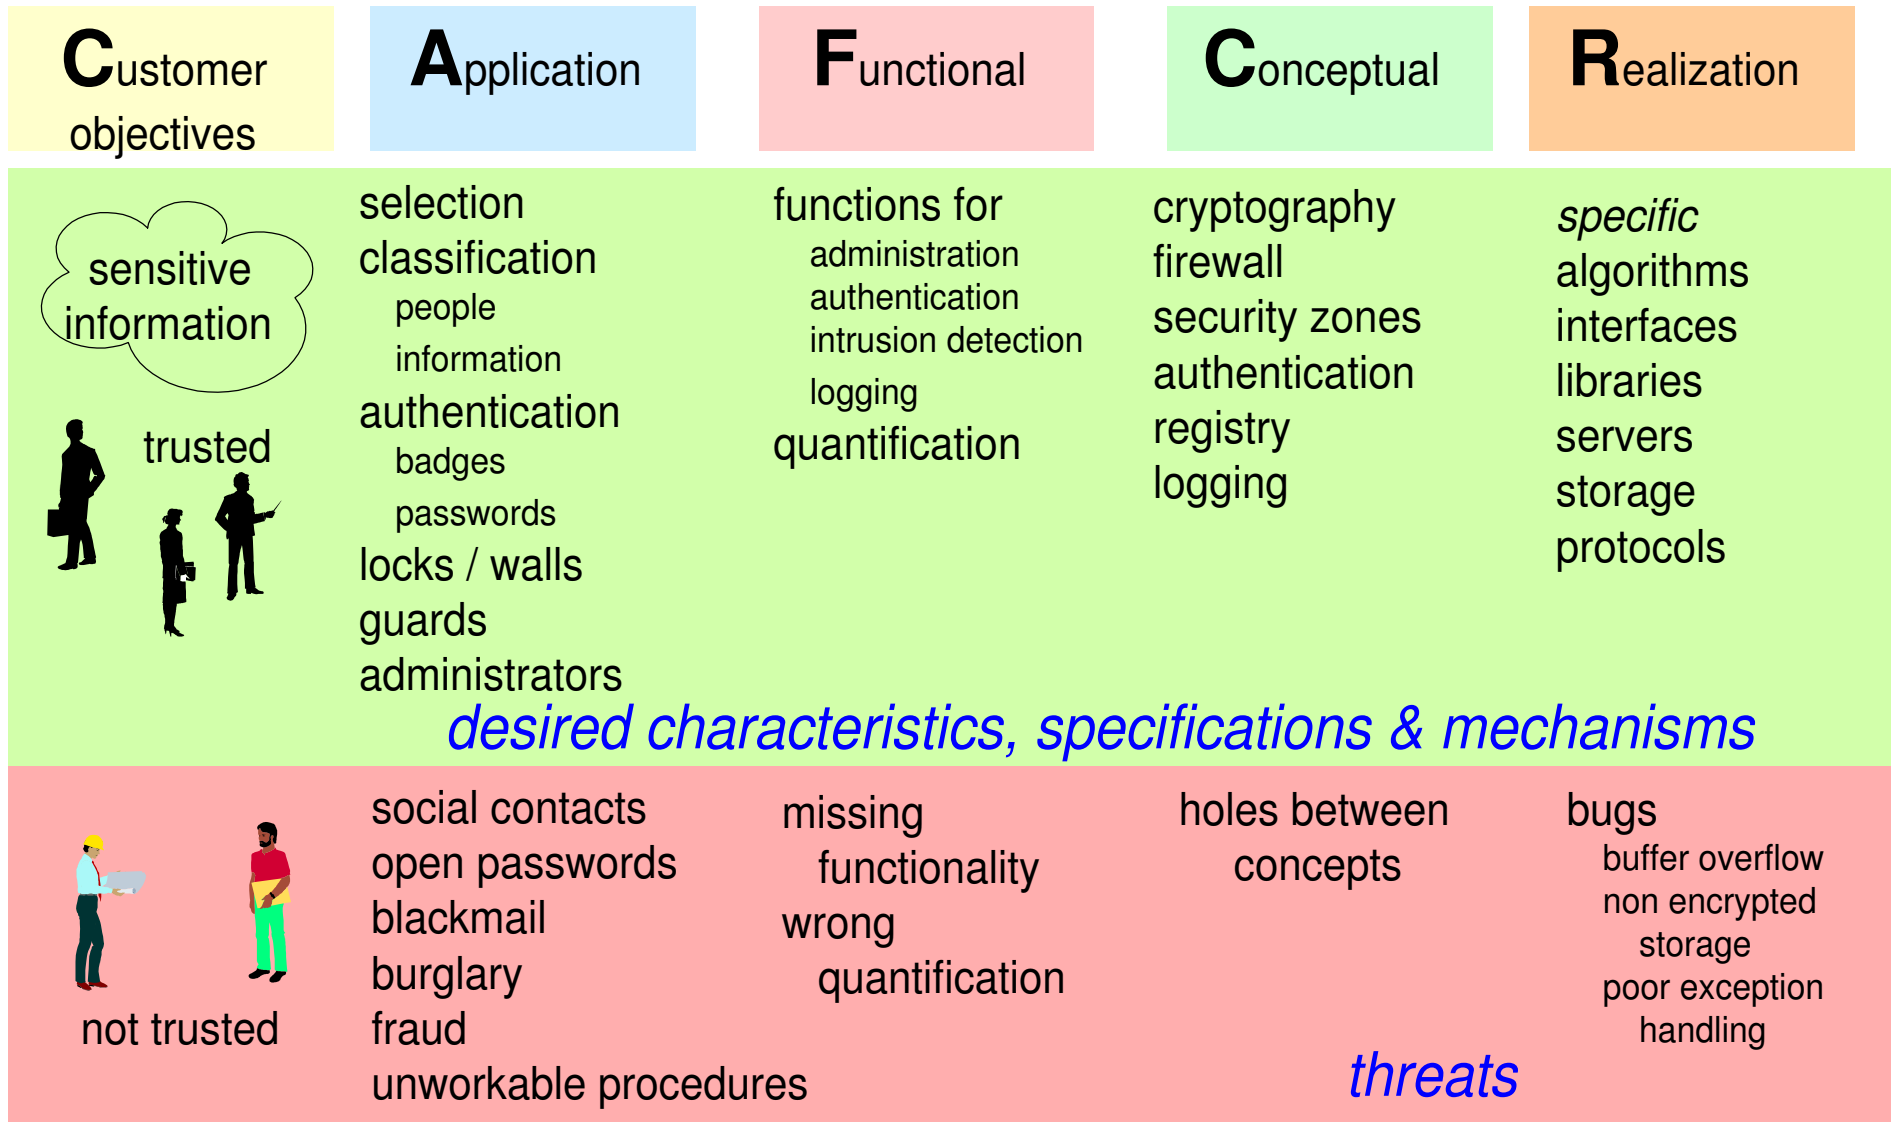 Customer
objectives
Application
Functional
Conceptual
Realization
sensitive
information
trusted
selection
classification
people
information
authentication
badges
passwords
locks / walls
guards
administrators
functions for
administration
authentication
intrusion detection
logging
quantification
cryptography
firewall
security zones
authentication
registry
logging
specific
algorithms
interfaces
libraries
servers
storage
protocols
desired characteristics, specifications & mechanisms
not trusted
social contacts
open passwords
blackmail
burglary
fraud
unworkable procedures
missing
functionality
wrong
quantification
holes between
concepts
bugs
buffer overflow
non encrypted
storage
poor exception
handling
threats